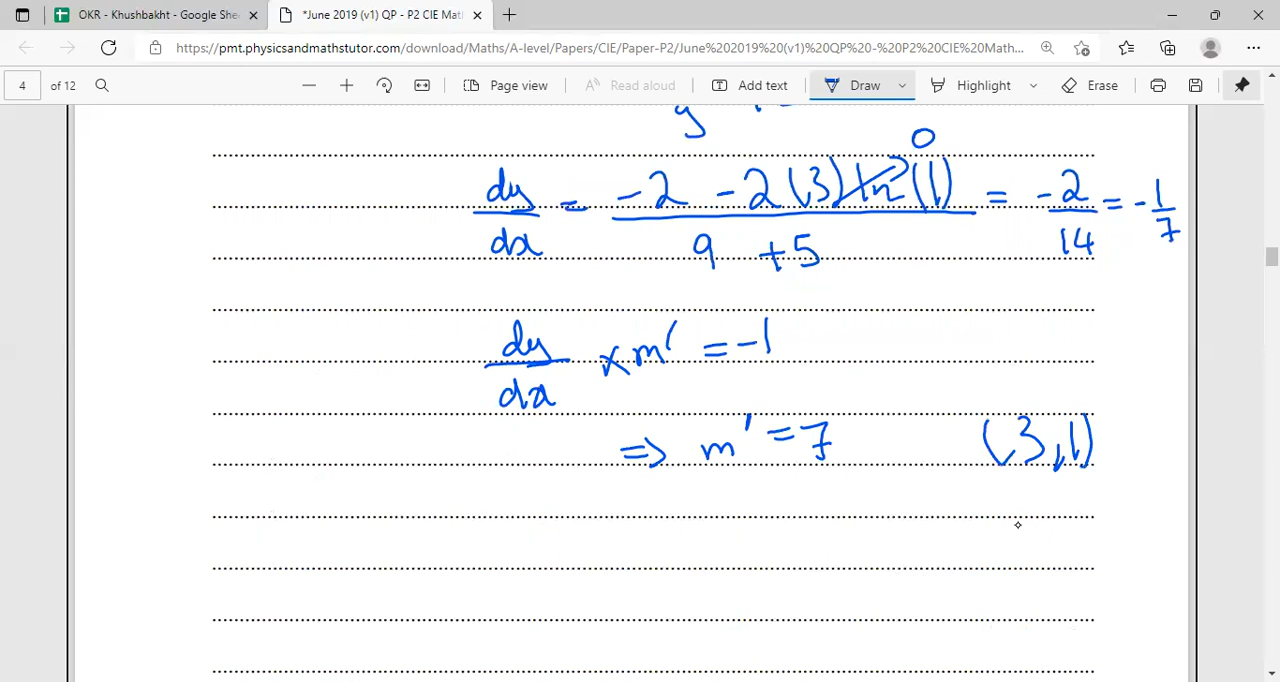 OKR - Khushbakht - Google She
*June 2019 (v1) QP - P2 CIE Mat
https://pmt.physicsandmathstutor.com/download/Maths/A-level/Papers/CIE/Paper-P2/June%202019%20(v1)%20QP%20-%20P2%20CIE%20Math...
4 of 12 Page view Read aloud Add text Draw Highlight Erase
y
0
dy/dx = (-2 -2(3)ln(1))/(9 +5) = -2/14 = -1/7
dy/dx × m' = -1
=> m' = 7 (3,1)